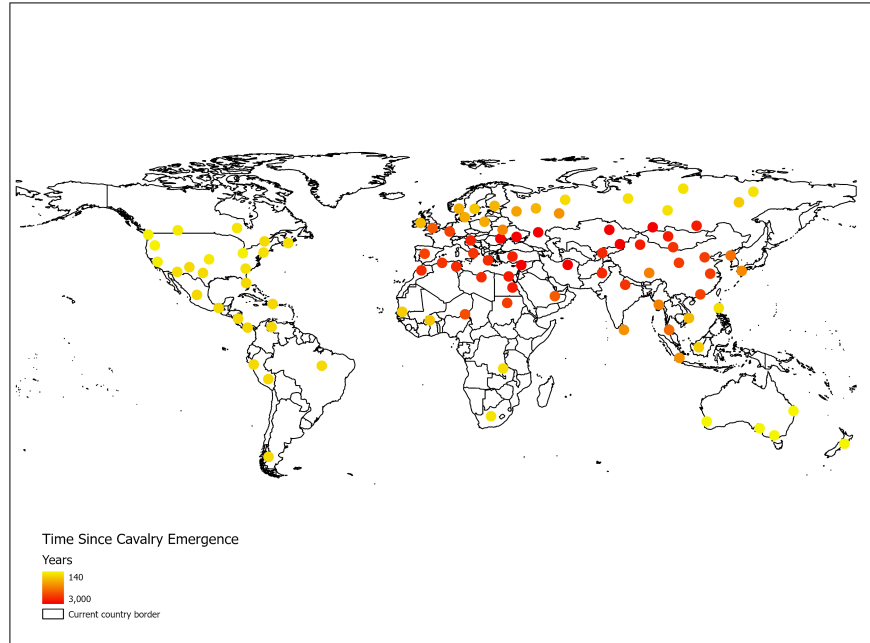 Time Since Cavalry Emergence
Years
140
3,000
Current country border